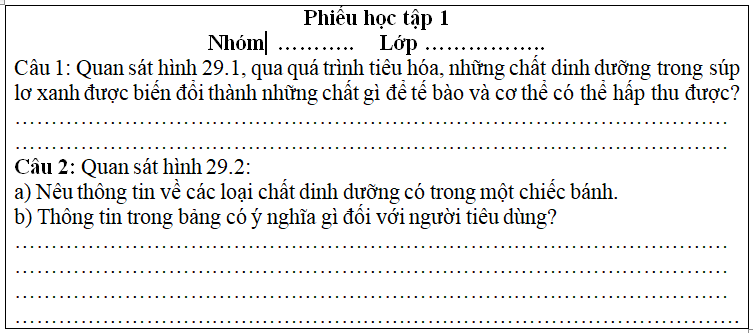 Phiếu học tập 1
Nhóm ……….. Lớp ……………..
Câu 1: Quan sát hình 29.1, qua quá trình tiêu hóa, những chất dinh dưỡng trong súp
lơ xanh được biến đổi thành những chất gì để tế bào và cơ thể có thể hấp thu được?
……………………………………………………………………………………
……………………………………………………………………………………
Câu 2: Quan sát hình 29.2:
a) Nêu thông tin về các loại chất dinh dưỡng có trong một chiếc bánh.
b) Thông tin trong bảng có ý nghĩa gì đối với người tiêu dùng?
……………………………………………………………………………………
……………………………………………………………………………………
……………………………………………………………………………………
……………………………………………………………………………………